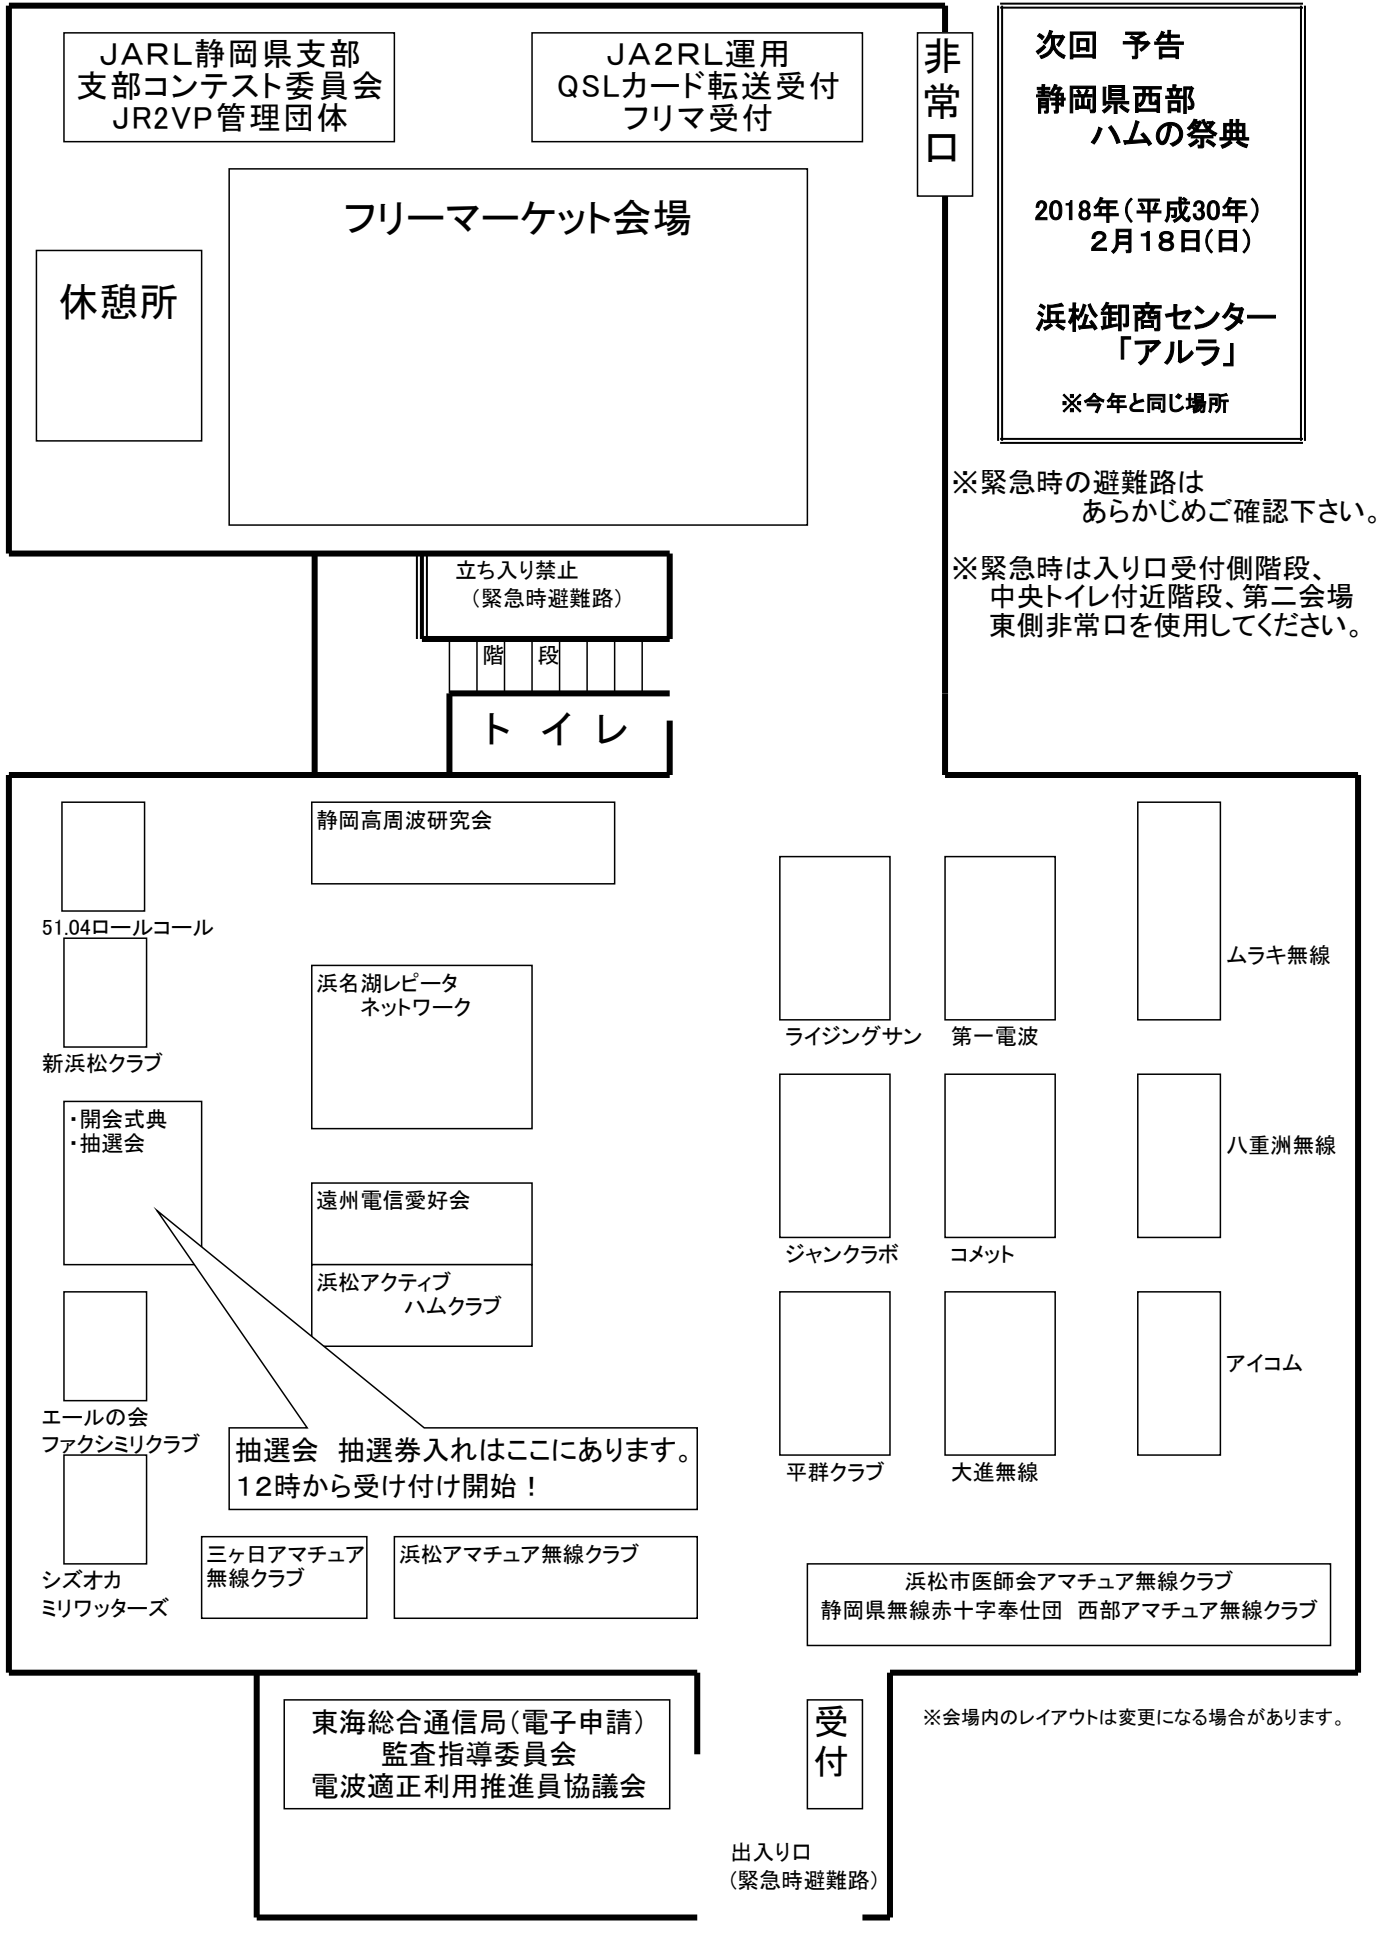 JARL静岡県支部
支部コンテスト委員会
JR2VP管理団体
JA2RL運用
QSLカード転送受付
フリマ受付
非常口
次回 予告
静岡県西部
ハムの祭典
2018年(平成30年)
2月18日(日)
浜松卸商センター
「アルラ」
※今年と同じ場所
フリーマーケット会場
休憩所
※緊急時の避難路は
あらかじめご確認下さい。
※緊急時は入り口受付側階段、
中央トイレ付近階段、第二会場
東側非常口を使用してください。
立ち入り禁止
(緊急時避難路)
階 段
トイレ
静岡高周波研究会
51.04ロールコール
浜名湖レピータ
ネットワーク
新浜松クラブ
・開会式典
・抽選会
遠州電信愛好会
浜松アクティブ
ハムクラブ
エールの会
ファクシミリクラブ
抽選会 抽選券入れはここにあります。
12時から受け付け開始!
シズオカ
ミリワッターズ
三ヶ日アマチュア
無線クラブ
浜松アマチュア無線クラブ
ムラキ無線
ライジングサン
第一電波
八重洲無線
ジャンクラボ
コメット
アイコム
平群クラブ
大進無線
浜松市医師会アマチュア無線クラブ
静岡県無線赤十字奉仕団 西部アマチュア無線クラブ
東海総合通信局(電子申請)
監査指導委員会
電波適正利用推進員協議会
受付
※会場内のレイアウトは変更になる場合があります。
出入り口
(緊急時避難路)